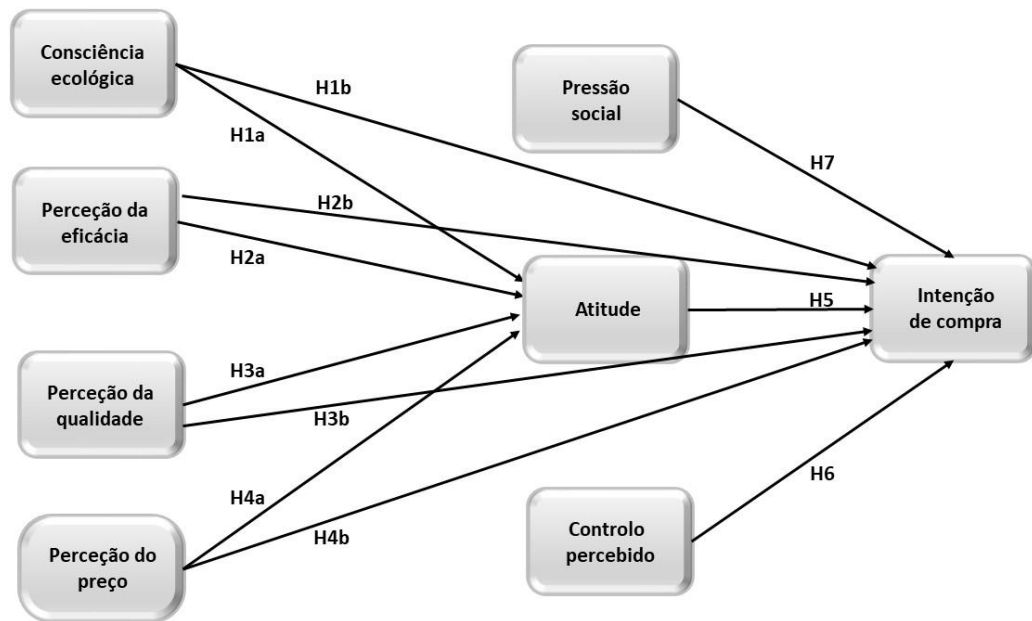 Consciência
ecológica
H1b
H1a
Pressão
social
H7
Perceção da
eficácia
H2b
H2a
Atitude
H5
Intenção
de compra
Perceção da
qualidade
H3a
H3b
H6
H4a
H4b
Perceção do
preço
Controlo
percebido